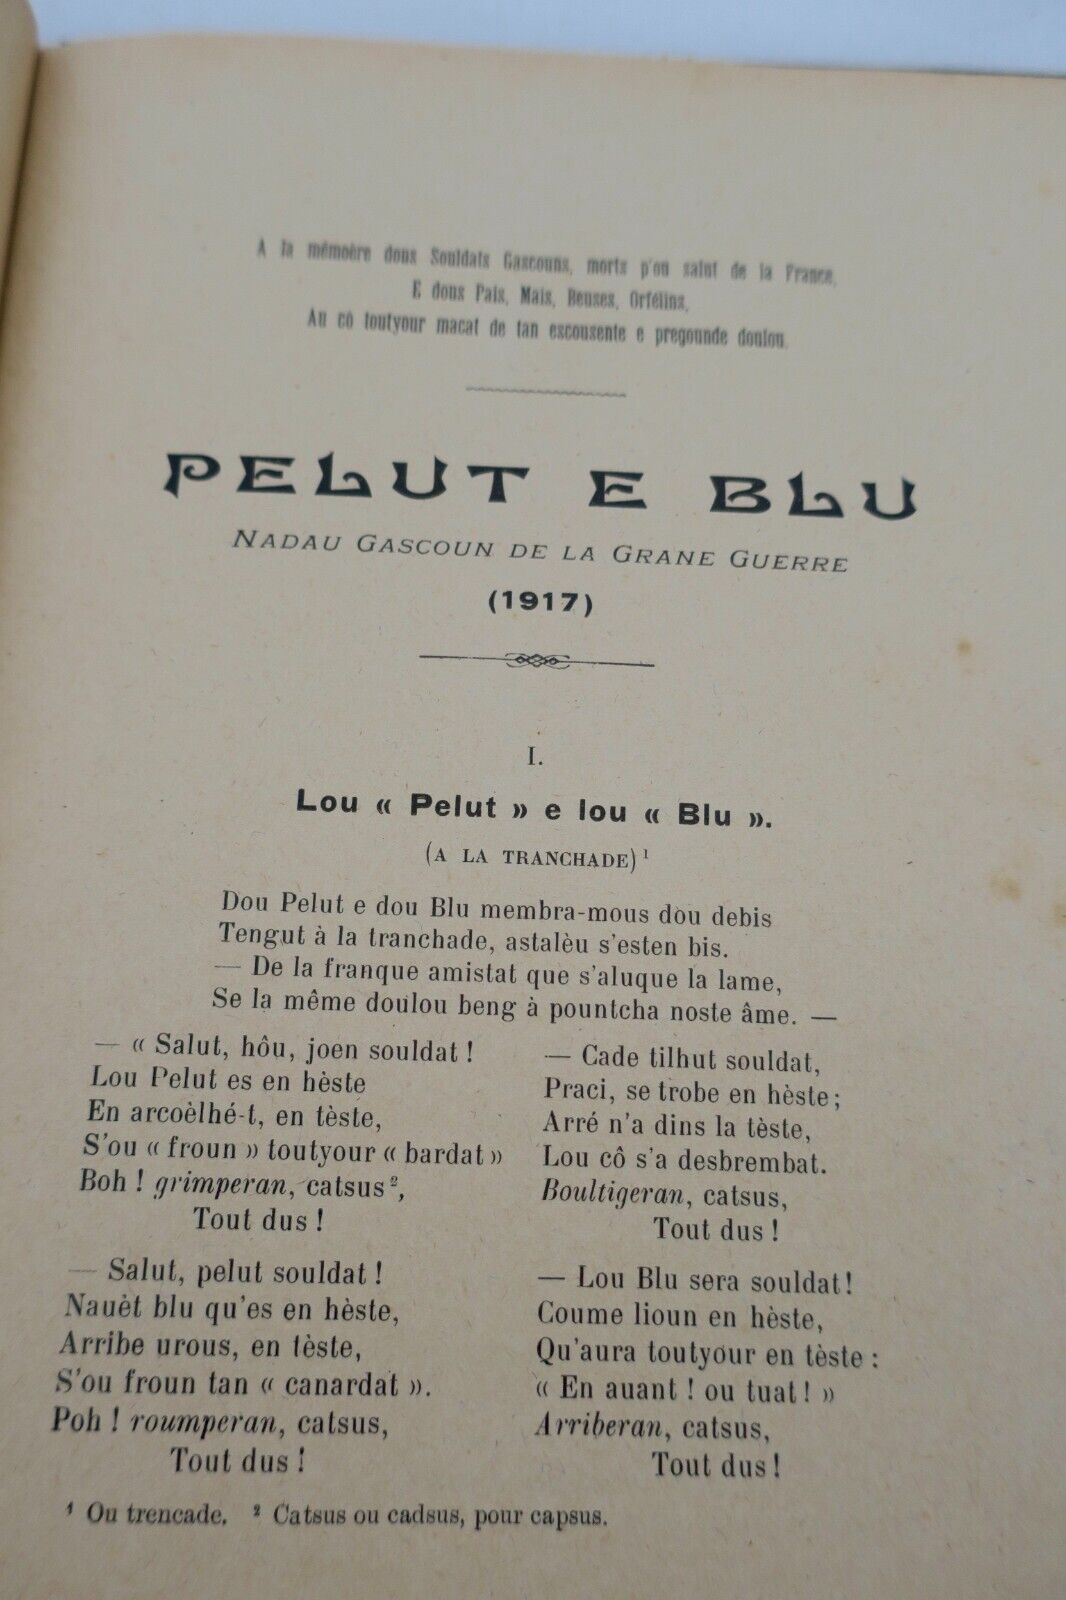 A la mémoère dous Souldats Gascouns, morts p'ou salut de la France,
E dous Païs, Maïs, Beuses, Orfélins,
Au cô toutyour macat de tan escousente e pregounde doulou.
PELUT E BLU
NADAU GASCOUN DE LA GRANE GUERRE
(1917)
I.
Lou « Pelut » e lou « Blu ».
(A LA TRANCHADE) ¹
Dou Pelut e dou Blu membra-mous dou debis
Tengut à la tranchade, astalèu s'esten bis.
— De la franque amistat que s'aluque la lame,
Se la même doulou beng à pountcha noste âme. —
— « Salut, hôu, joen souldat !
Lou Pelut es en hèste
En arcoèlhé-t, en tèste,
S'ou « froun » toutyour « bardat »
Boh ! grimperan, catsus ²,
Tout dus !
— Salut, pelut souldat !
Nauèt blu qu'es en hèste,
Arribe urous, en tèste,
S'ou froun tan « canardat ».
Poh ! roumperan, catsus,
Tout dus !
— Cade tilhut souldat,
Praci, se trobe en hèste ;
Arré n'a dins la tèste,
Lou cô s'a desbrembat.
Boultigeran, catsus,
Tout dus !
— Lou Blu sera souldat !
Coume lioun en hèste,
Qu'aura toutyour en tèste :
« En auant ! ou tuat ! »
Arriberan, catsus,
Tout dus !
¹ Ou trencade. ² Catsus ou cadsus, pour capsus.